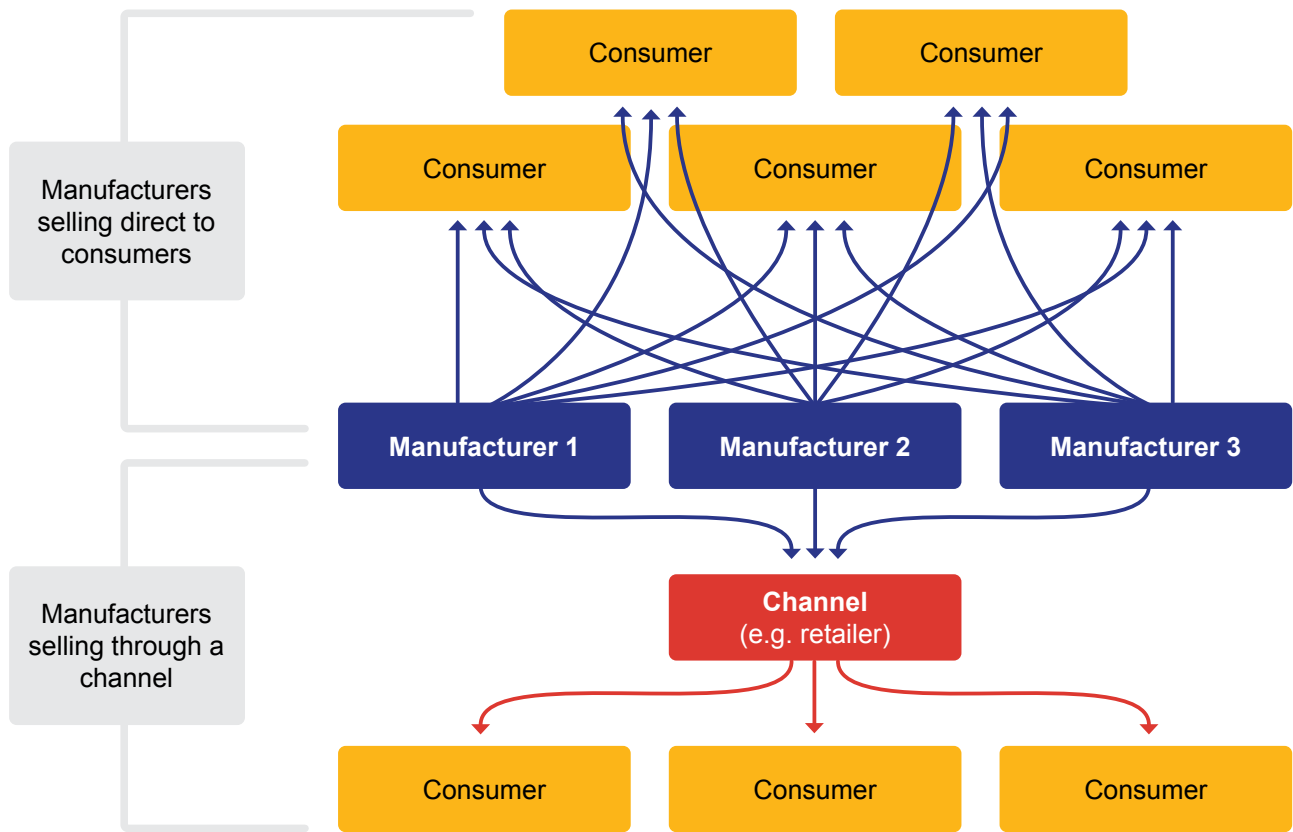 Consumer
Consumer
Consumer
Consumer
Consumer
Manufacturers
selling direct to
consumers
Manufacturer 1
Manufacturer 2
Manufacturer 3
Manufacturers
selling through a
channel
Channel
(e.g. retailer)
Consumer
Consumer
Consumer